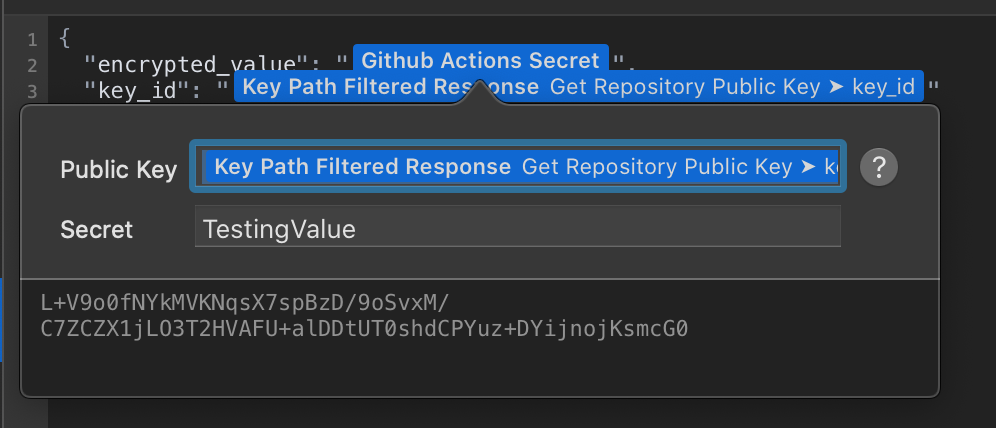 1 {
2 "encrypted_value": " Github Actions Secret ",
3 "key_id": " Key Path Filtered Response Get Repository Public Key ➤ key_id "
Public Key Key Path Filtered Response Get Repository Public Key ➤ ke ?
Secret TestingValue
L+V9o0fNYkMVKNqsX7spBzD/9oSvxM/
C7ZCZX1jLO3T2HVAFU+alDDtUT0shdCPYuz+DYijnojKsmcG0